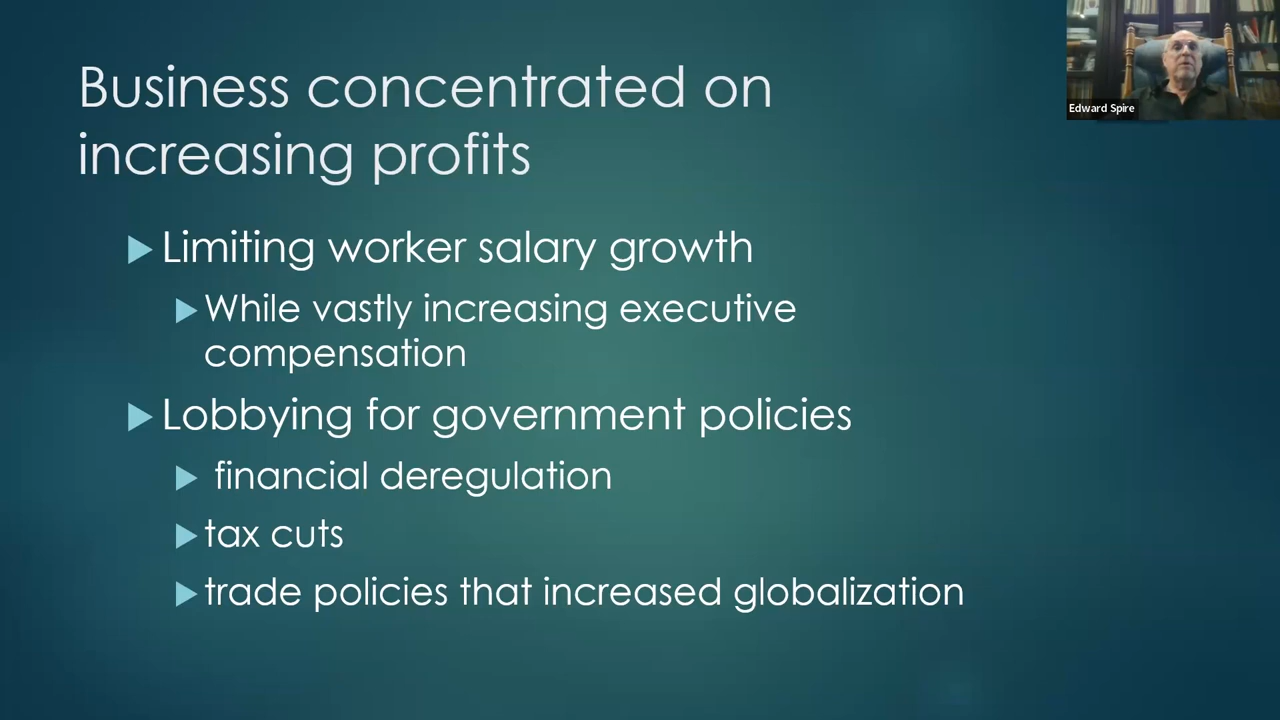 Business concentrated on
increasing profits
Limiting worker salary growth
While vastly increasing executive
compensation
Lobbying for government policies
financial deregulation
tax cuts
trade policies that increased globalization
Edward Spire